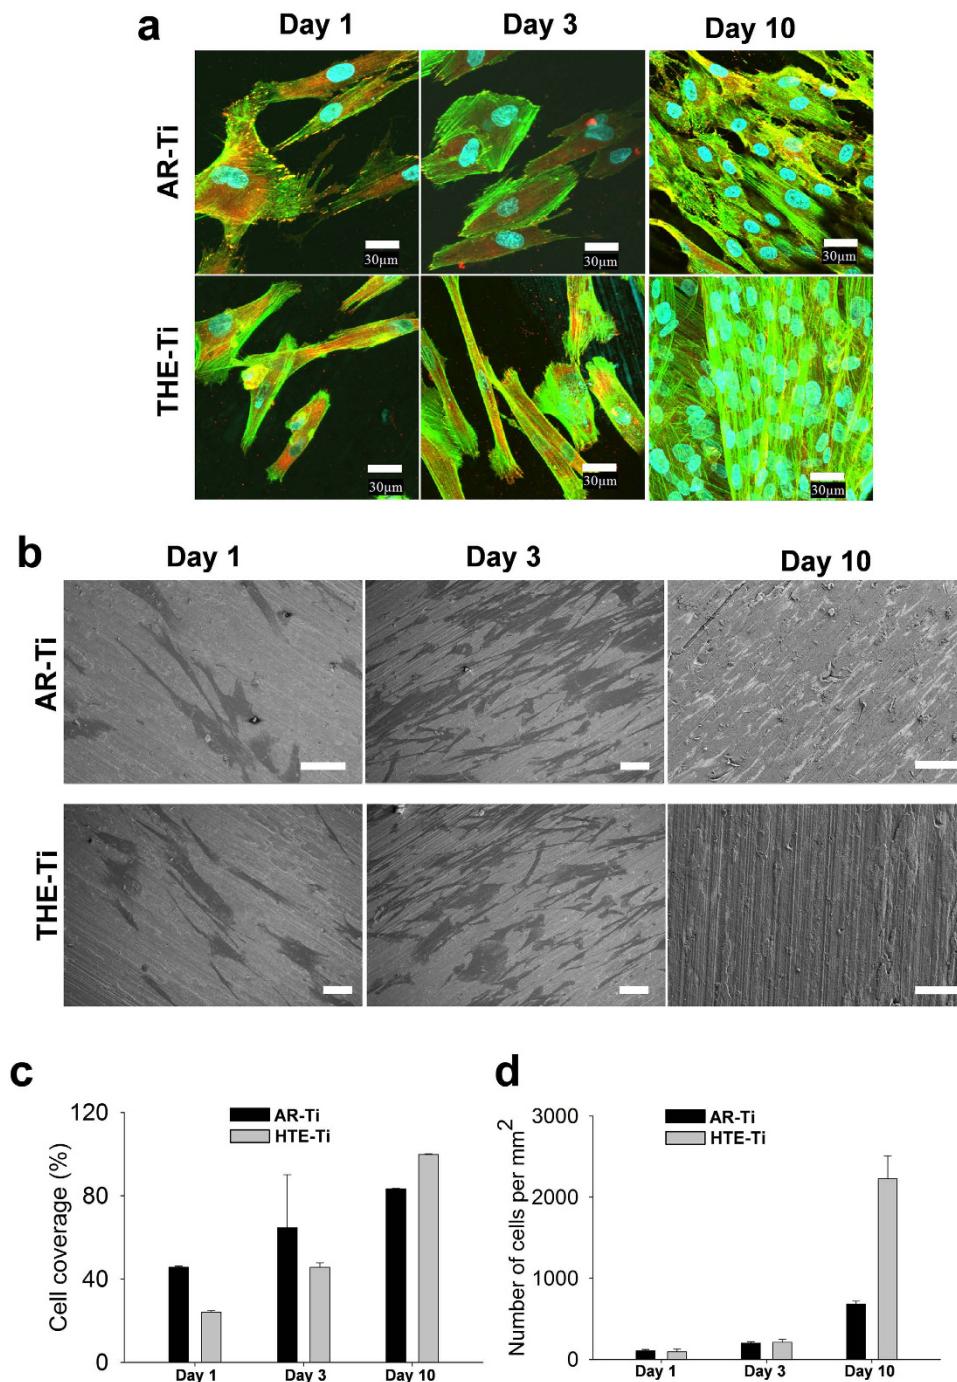 a
Day 1
Day 3
Day 10
AR-Ti
30µm
30µm
30µm
THE-Ti
30µm
30µm
30µm
b
Day 1
Day 3
Day 10
AR-Ti
THE-Ti
c
AR-Ti
HTE-Ti
Cell coverage (%)
120
80
40
0
Day 1
Day 3
Day 10
d
AR-Ti
HTE-Ti
Number of cells per mm²
3000
2000
1000
0
Day 1
Day 3
Day 10